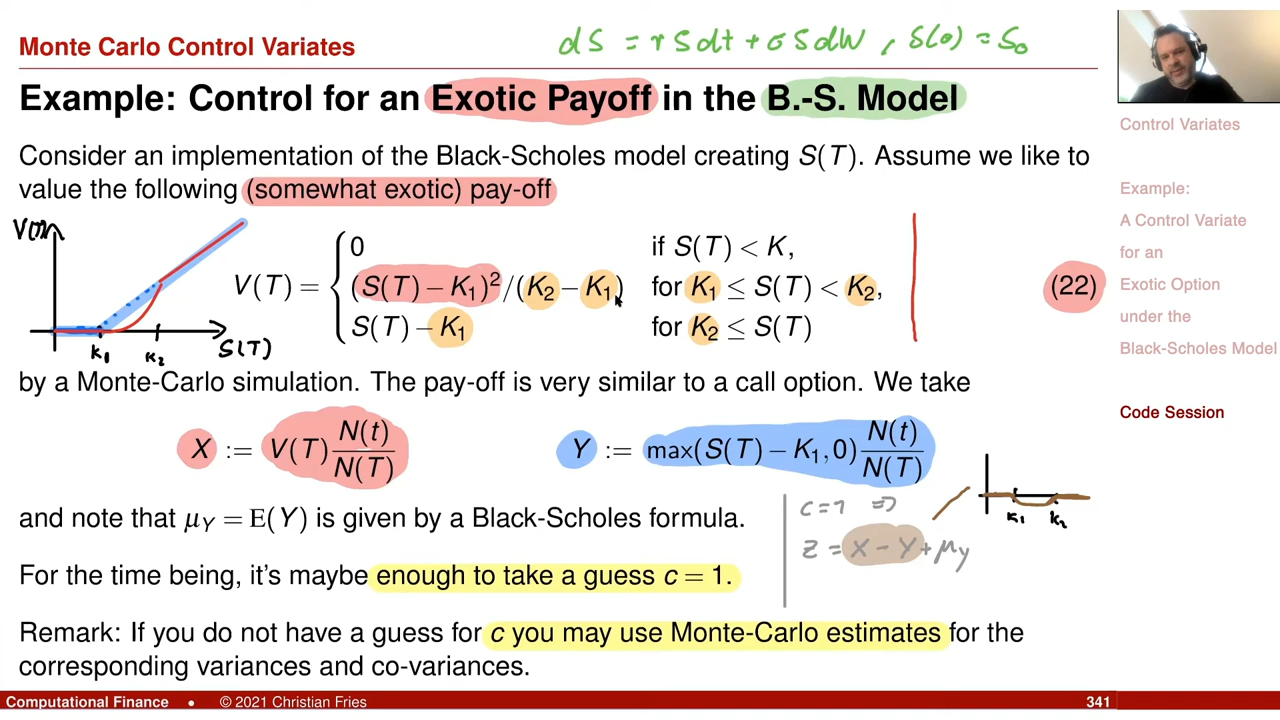 Monte Carlo Control Variates
dS = r S dt + σ S dW , S(0) = S₀
Example: Control for an Exotic Payoff in the B.-S. Model
Consider an implementation of the Black-Scholes model creating S(T). Assume we like to
value the following (somewhat exotic) pay-off
V(T)
K₁ K₂ S(T)
V(T) = { 0 if S(T) < K,
(S(T) − K₁)²/(K₂ − K₁) for K₁ ≤ S(T) < K₂, (22)
S(T) − K₁ for K₂ ≤ S(T)
by a Monte-Carlo simulation. The pay-off is very similar to a call option. We take
X := V(T) N(t)/N(T) Y := max(S(T) − K₁, 0) N(t)/N(T)
K₁ K₂
and note that μ_Y = E(Y) is given by a Black-Scholes formula.
c = 1 ⇒
Z = X − Y + μ_Y
For the time being, it's maybe enough to take a guess c = 1.
Remark: If you do not have a guess for c you may use Monte-Carlo estimates for the
corresponding variances and co-variances.
Control Variates
Example:
A Control Variate
for an
Exotic Option
under the
Black-Scholes Model
Code Session
Computational Finance • © 2021 Christian Fries 341